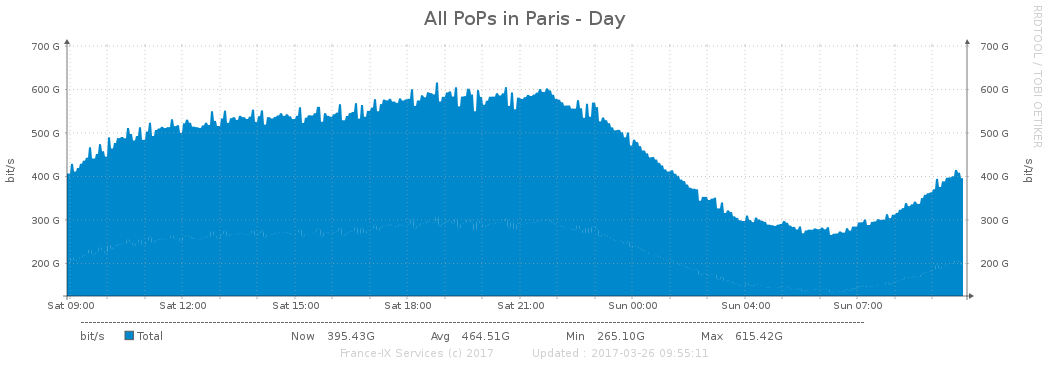 All PoPs in Paris - Day
RRDTOOL / TOBI OETIKER
700 G 700 G
600 G 600 G
500 G 500 G
400 G 400 G
300 G 300 G
200 G 200 G
bit/s
bit/s
Sat 09:00 Sat 12:00 Sat 15:00 Sat 18:00 Sat 21:00 Sun 00:00 Sun 04:00 Sun 07:00
bit/s Total Now 395.43G Avg 464.51G Min 265.10G Max 615.42G
France-IX Services (c) 2017 Updated : 2017-03-26 09:55:11